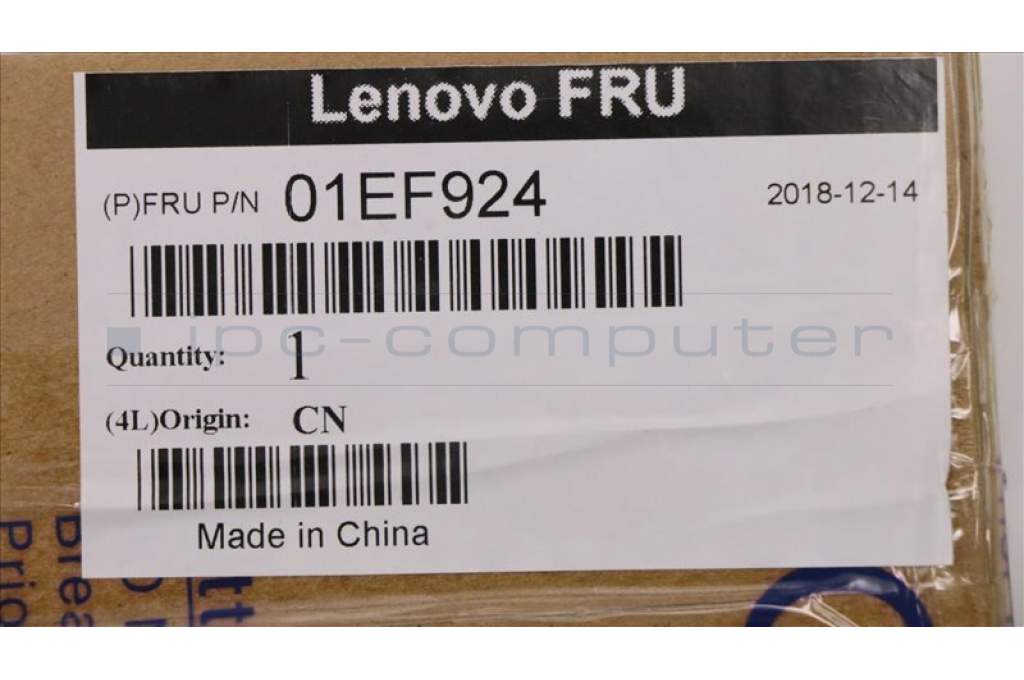 Lenovo FRU
(P)FRU P/N 01EF924 2018-12-14
ipc-computer
Quantity: 1
(4L)Origin: CN
Made in China